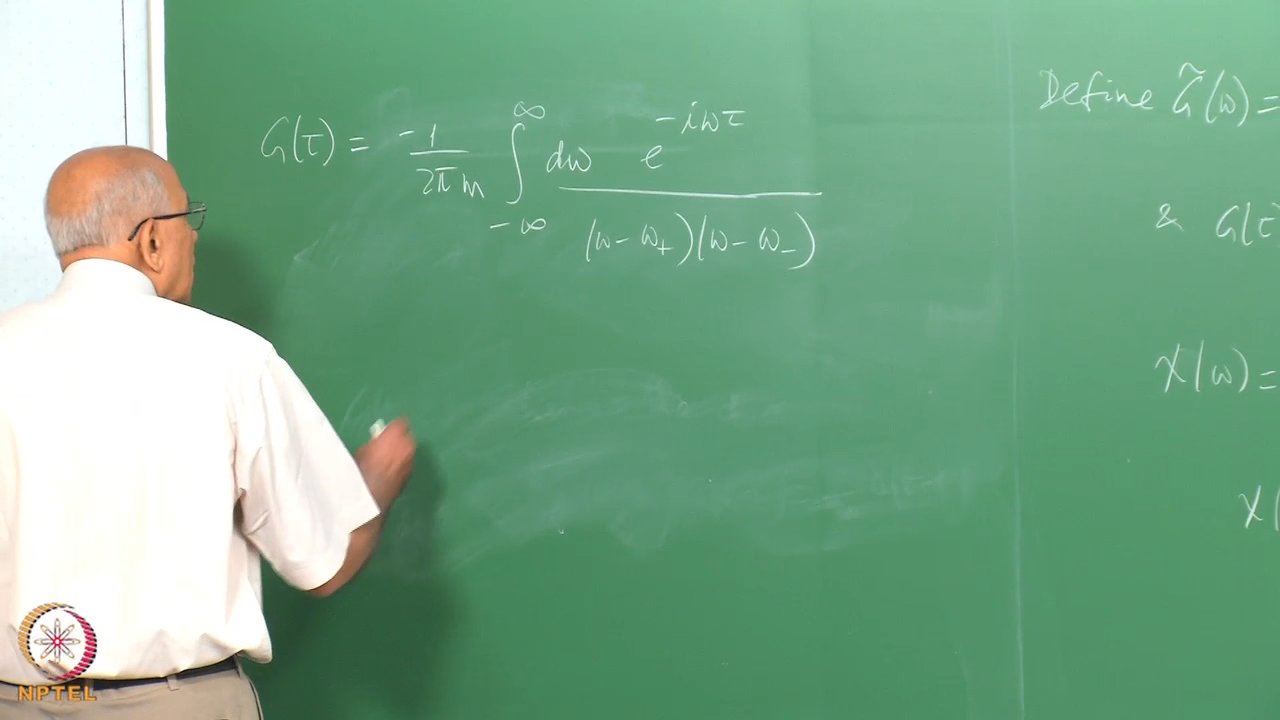 G(τ) = -1/2πm ∫_{-∞}^{∞} dω e^{-iωτ}/(ω - ω₊)(ω - ω₋)
Define G̃(ω) =
& G(τ
χ(ω) =
χ(
NPTEL